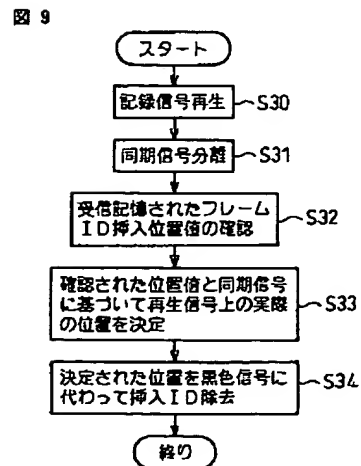 図 9
スタート
記録信号再生
S30
同期信号分離
S31
受信記憶されたフレーム
ID挿入位置値の確認
S32
確認された位置値と同期信号
に基づいて再生信号上の実際
の位置を決定
S33
決定された位置を黒色信号に
代わって挿入ID除去
S34
終り